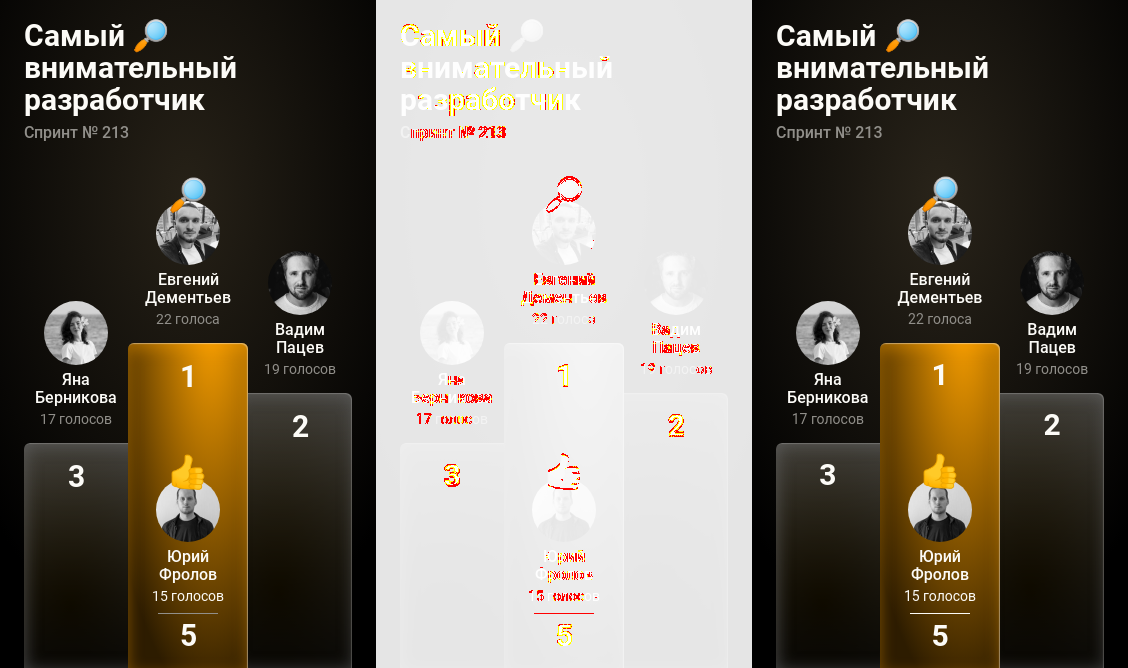 Самый 🔎
внимательный
разработчик
Спринт № 213
Евгений
Дементьев
22 голоса
Вадим
Пацев
19 голосов
Яна
Берникова
17 голосов
1
2
3
Юрий
Фролов
15 голосов
5
Самый 🔎
внимательный
разработчик
Спринт № 213
Евгений
Дементьев
22 голоса
Вадим
Пацев
19 голосов
Яна
Берникова
17 голосов
1
2
3
Юрий
Фролов
15 голосов
5
Самый 🔎
внимательный
разработчик
Спринт № 213
Евгений
Дементьев
22 голоса
Вадим
Пацев
19 голосов
Яна
Берникова
17 голосов
1
2
3
Юрий
Фролов
15 голосов
5